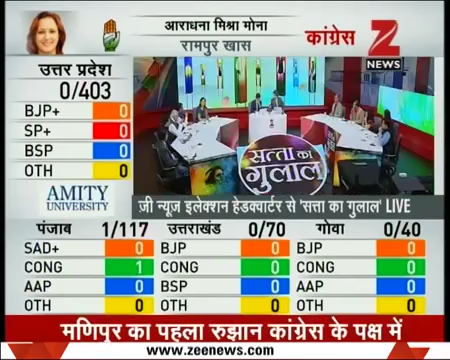 आराधना मिश्रा मोना
रामपुर खास
कांग्रेस
Z
NEWS
उत्तर प्रदेश
0/403
BJP+ 0
SP+ 0
BSP 0
OTH 0
सत्ता का
गुलाल
AMITY
UNIVERSITY
ज़ी न्यूज़ इलेक्शन हेडक्वार्टर से 'सत्ता का गुलाल' LIVE
पंजाब 1/117 उत्तराखंड 0/70 गोवा 0/40
SAD+ 0 BJP 0 BJP 0
CONG 1 CONG 0 CONG 0
AAP 0 BSP 0 AAP 0
OTH 0 OTH 0 OTH 0
मणिपुर का पहला रुझान कांग्रेस के पक्ष में
www.zeenews.com